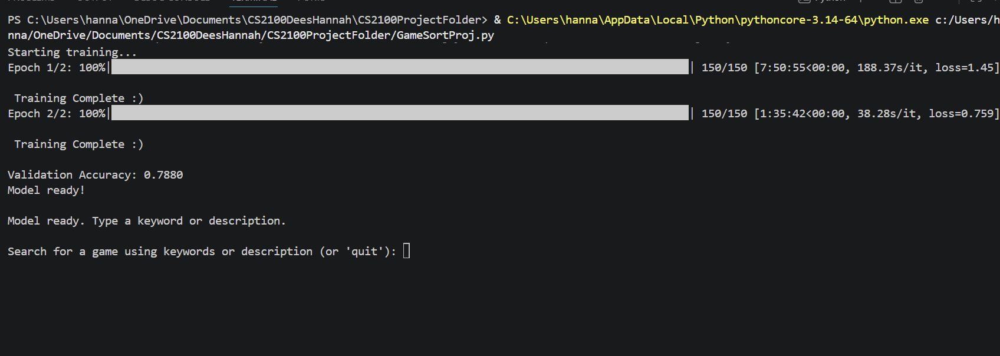 PS C:\Users\hanna\OneDrive\Documents\CS2100DeesHannah\CS2100ProjectFolder> & C:\Users\hanna\AppData\Local\Python\pythoncore-3.14-64\python.exe c:/Users/h
nna/OneDrive/Documents/CS2100DeesHannah/CS2100ProjectFolder/GameSortProj.py
Starting training...
Epoch 1/2: 100%| | 150/150 [7:50:55<00:00, 188.37s/it, loss=1.45]
Training Complete :)
Epoch 2/2: 100%| | 150/150 [1:35:42<00:00, 38.28s/it, loss=0.759]
Training Complete :)
Validation Accuracy: 0.7880
Model ready!
Model ready. Type a keyword or description.
Search for a game using keywords or description (or 'quit'):